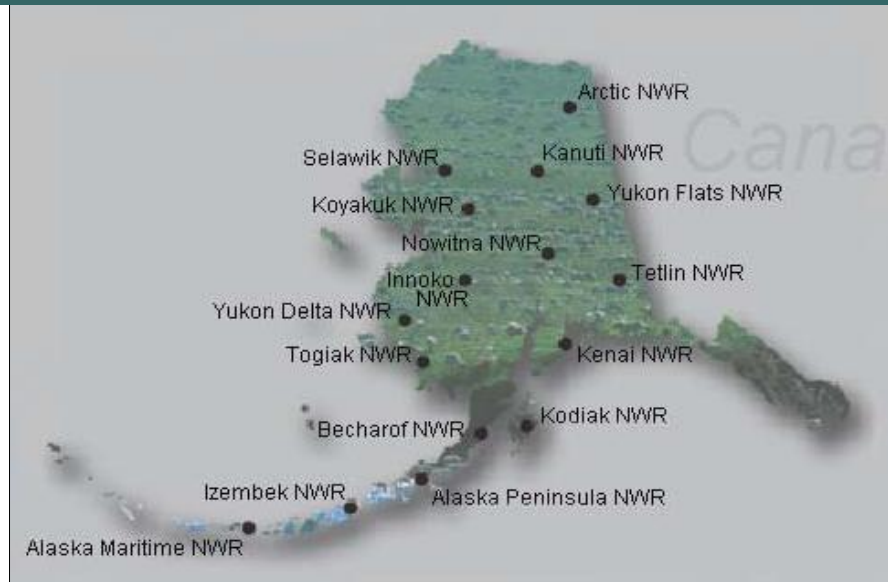 Arctic NWR
Cana
Selawik NWR
Kanuti NWR
Koyakuk NWR
Yukon Flats NWR
Nowitna NWR
Innoko
NWR
Tetlin NWR
Yukon Delta NWR
Togiak NWR
Kenai NWR
Becharof NWR
Kodiak NWR
Izembek NWR
Alaska Peninsula NWR
Alaska Maritime NWR